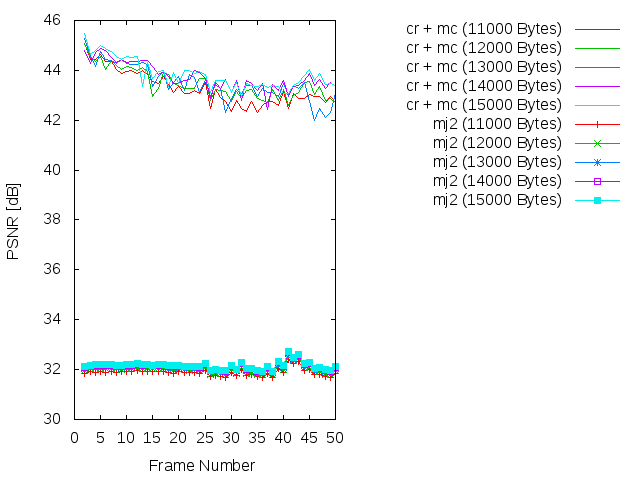 46
44
42
40
38
36
34
32
30
PSNR [dB]
0 5 10 15 20 25 30 35 40 45 50
Frame Number
cr + mc (11000 Bytes)
cr + mc (12000 Bytes)
cr + mc (13000 Bytes)
cr + mc (14000 Bytes)
cr + mc (15000 Bytes)
mj2 (11000 Bytes)
mj2 (12000 Bytes)
mj2 (13000 Bytes)
mj2 (14000 Bytes)
mj2 (15000 Bytes)